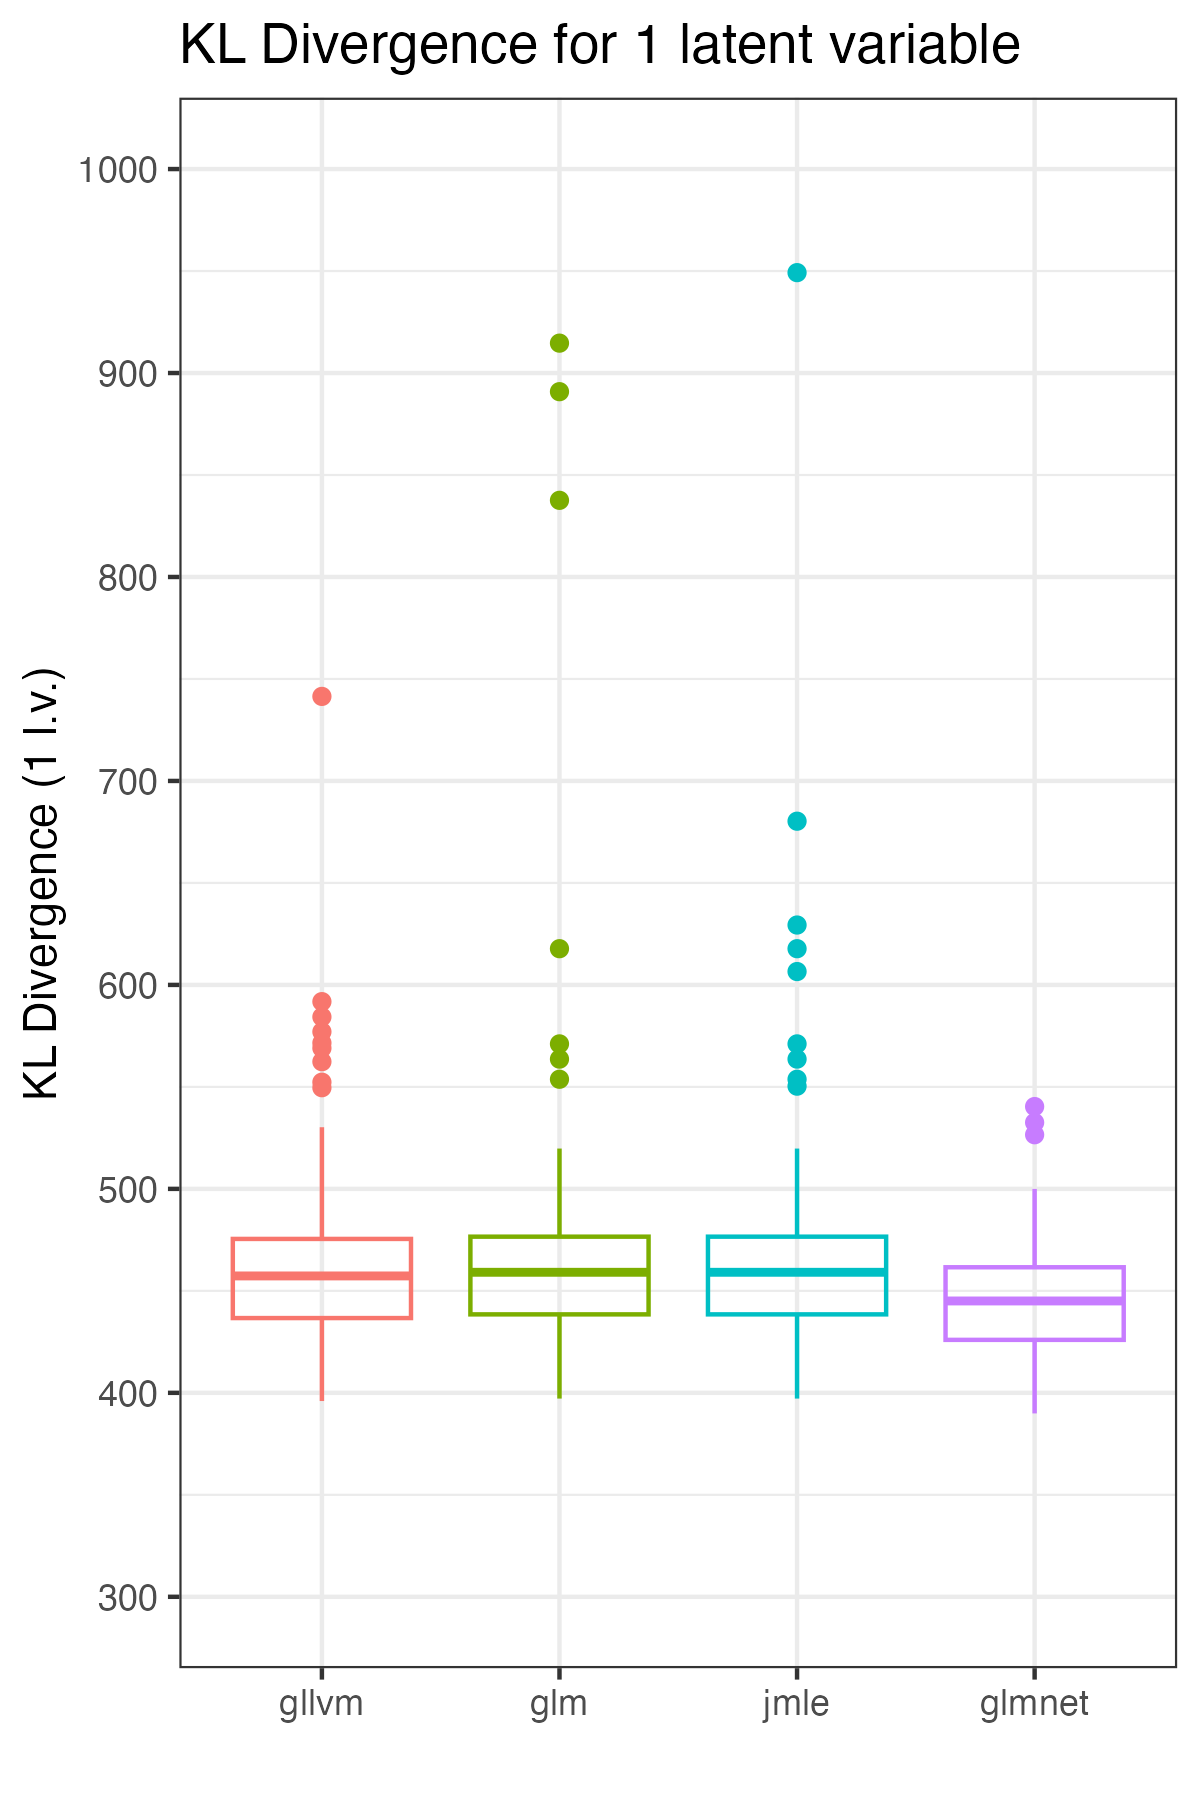 KL Divergence for 1 latent variable
KL Divergence (1 l.v.)
1000
900
800
700
600
500
400
300
gllvm glm jmle glmnet